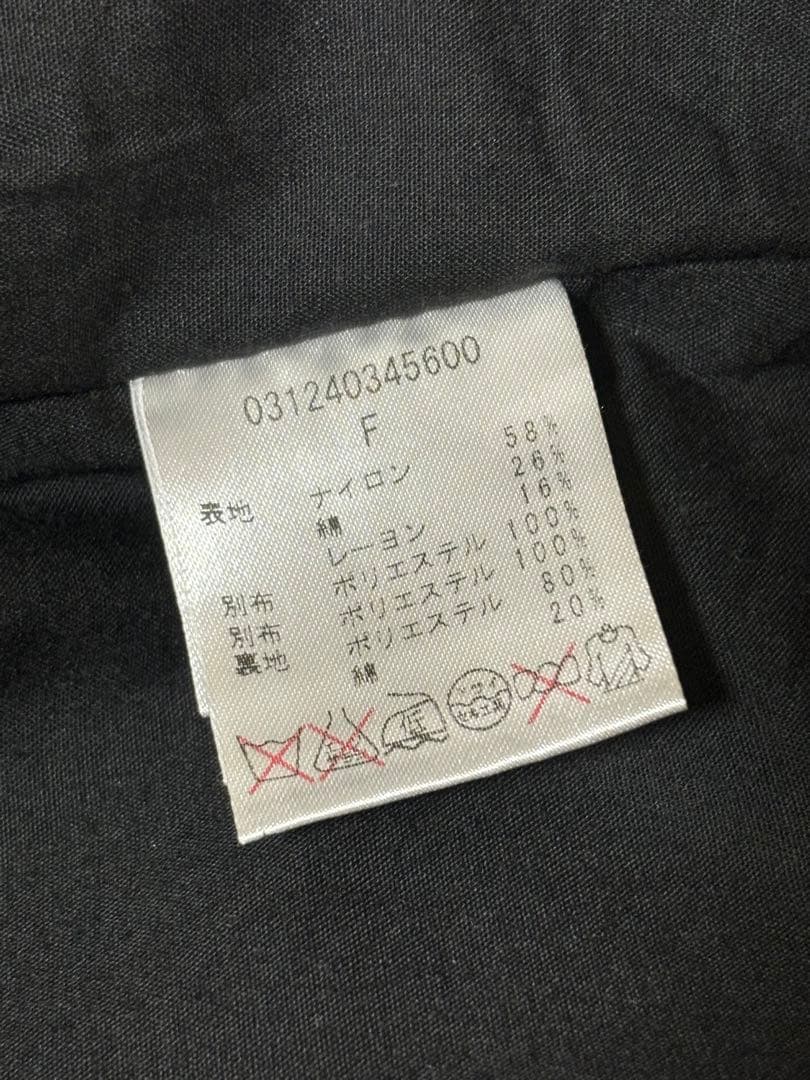 031240345600
F
表地 ナイロン 58%
綿 26%
レーヨン 16%
別布 ポリエステル 100%
別布 ポリエステル 100%
裏地 ポリエステル 80%
綿 20%